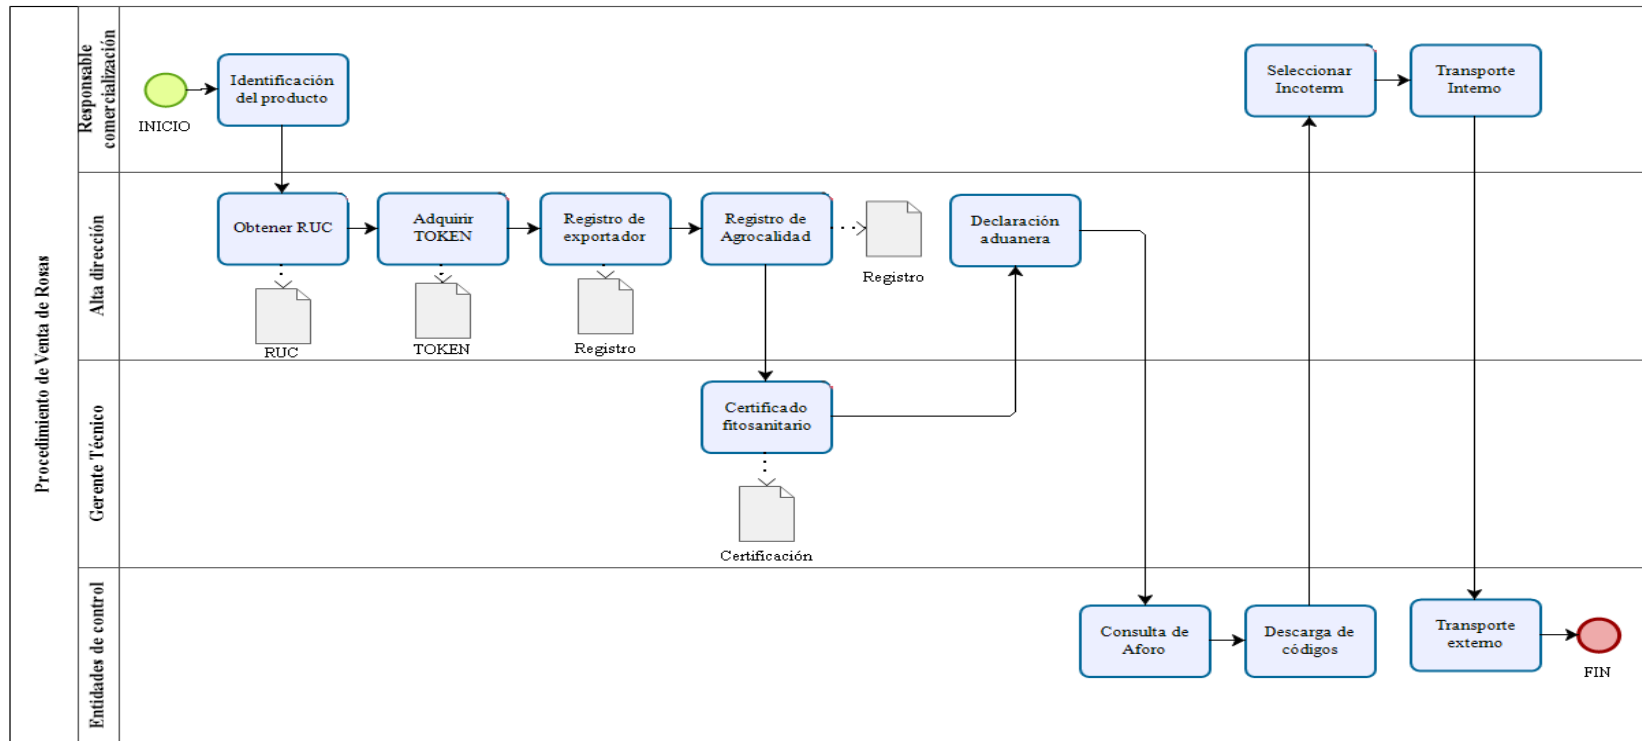 Procedimiento de Venta de Rosas
Responsable
comercialización
INICIO
Identificación
del producto
Seleccionar
Incoterm
Transporte
Interno
Alta dirección
Obtener RUC
Adquirir
TOKEN
Registro de
exportador
Registro de
Agrocalidad
Registro
Declaración
aduanera
RUC
TOKEN
Registro
Gerente Técnico
Certificado
fitosanitario
Certificación
Entidades de control
Consulta de
Aforo
Descarga de
códigos
Transporte
externo
FIN